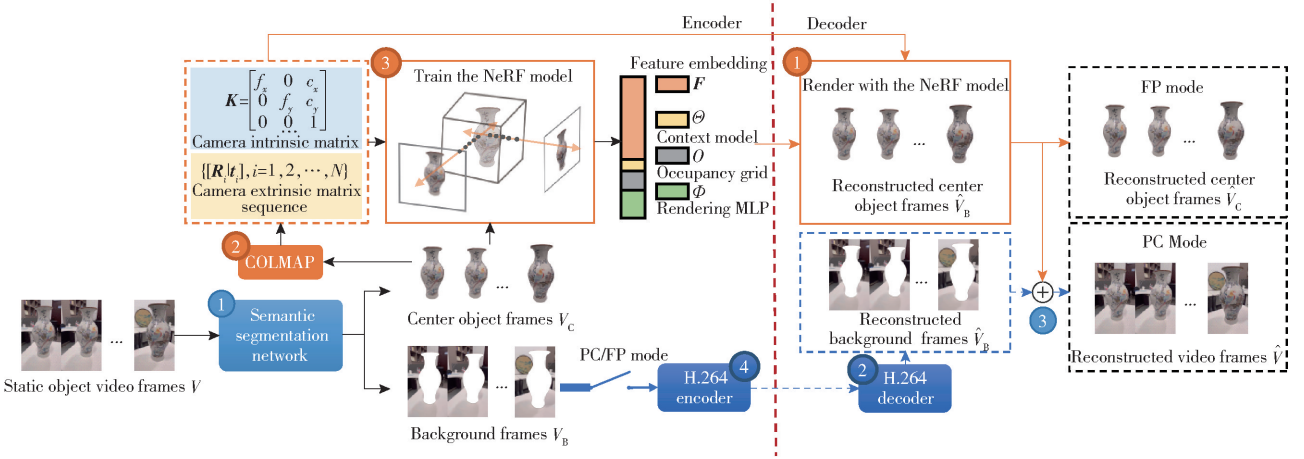 Encoder
Decoder
3
Train the NeRF model
K=[f_x 0 c_x
0 f_y c_y
0 0 1]
...
Camera intrinsic matrix
{[R_i|t_i], i=1, 2, ⋯, N}
Camera extrinsic matrix
sequence
Feature embedding
F
Θ
Context model
O
Occupancy grid
Φ
Rendering MLP
1
Render with the NeRF model
...
Reconstructed center
object frames V̂_B
FP mode
...
Reconstructed center
object frames V̂_C
2
COLMAP
...
Center object frames V_C
1
Semantic
segmentation
network
...
Static object video frames V
...
Background frames V_B
PC/FP mode
4
H.264
encoder
2
H.264
decoder
...
Reconstructed
background frames V̂_B
+
3
PC Mode
...
Reconstructed video frames V̂